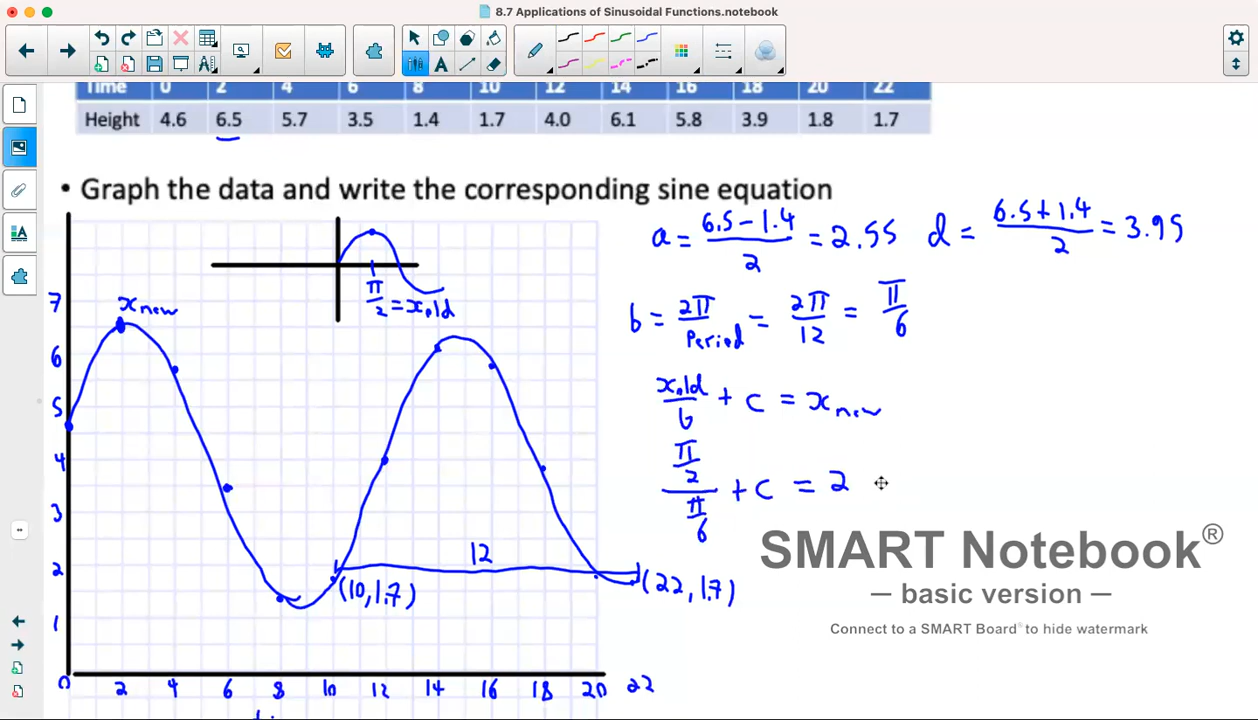 8.7 Applications of Sinusoidal Functions.notebook
Time 0 2 4 6 8 10 12 14 16 18 20 22
Height 4.6 6.5 5.7 3.5 1.4 1.7 4.0 6.1 5.8 3.9 1.8 1.7
• Graph the data and write the corresponding sine equation
a = (6.5 - 1.4)/2 = 2.55 d = (6.5 + 1.4)/2 = 3.95
π/2 = x old
x new
b = 2π/Period = 2π/12 = π/6
x old/b + c = x new
(π/2)/(π/6) + c = 2
7
6
5
4
3
2
1
12
(10, 1.7)
(22, 1.7)
0 2 4 6 8 10 12 14 16 18 20 22
SMART Notebook®
— basic version —
Connect to a SMART Board® to hide watermark